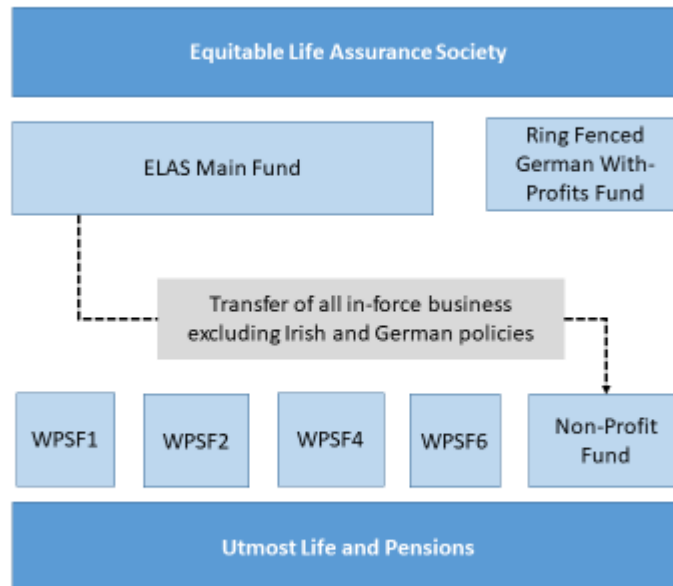 Equitable Life Assurance Society
ELAS Main Fund
Ring Fenced
German With-
Profits Fund
Transfer of all in-force business
excluding Irish and German policies
WPSF1
WPSF2
WPSF4
WPSF6
Non-Profit
Fund
Utmost Life and Pensions